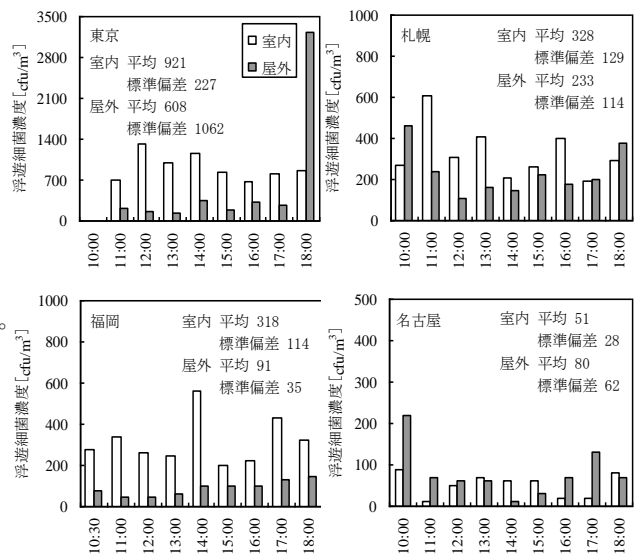 東京
室内
屋外
室内 平均 921
標準偏差 227
屋外 平均 608
標準偏差 1062
浮遊細菌濃度[cfu/m³]
3500
2800
2100
1400
700
0
10:00
11:00
12:00
13:00
14:00
15:00
16:00
17:00
18:00
札幌
室内 平均 328
標準偏差 129
屋外 平均 233
標準偏差 114
浮遊細菌濃度[cfu/m³]
1000
800
600
400
200
0
10:00
11:00
12:00
13:00
14:00
15:00
16:00
17:00
18:00
。
福岡
室内 平均 318
標準偏差 114
屋外 平均 91
標準偏差 35
浮遊細菌濃度[cfu/m³]
1000
800
600
400
200
0
10:30
11:00
12:00
13:00
14:00
15:00
16:00
17:00
18:00
名古屋
室内 平均 51
標準偏差 28
屋外 平均 80
標準偏差 62
浮遊細菌濃度[cfu/m³]
500
400
300
200
100
0
10:00
11:00
12:00
13:00
14:00
15:00
16:00
17:00
18:00